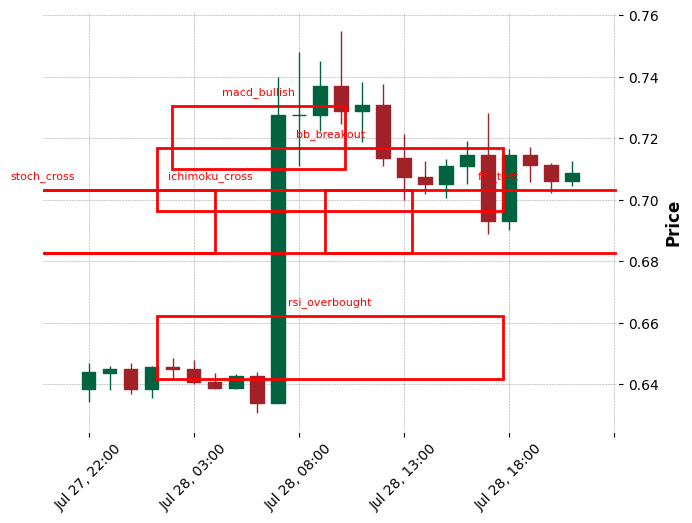 0.76
0.74
macd_bullish
0.72
bb_breakout
stoch_cross
ichimoku_cross
0.70
Price
0.68
0.66
rsi_overbought
0.64
Jul 27, 22:00
Jul 28, 03:00
Jul 28, 08:00
Jul 28, 13:00
Jul 28, 18:00